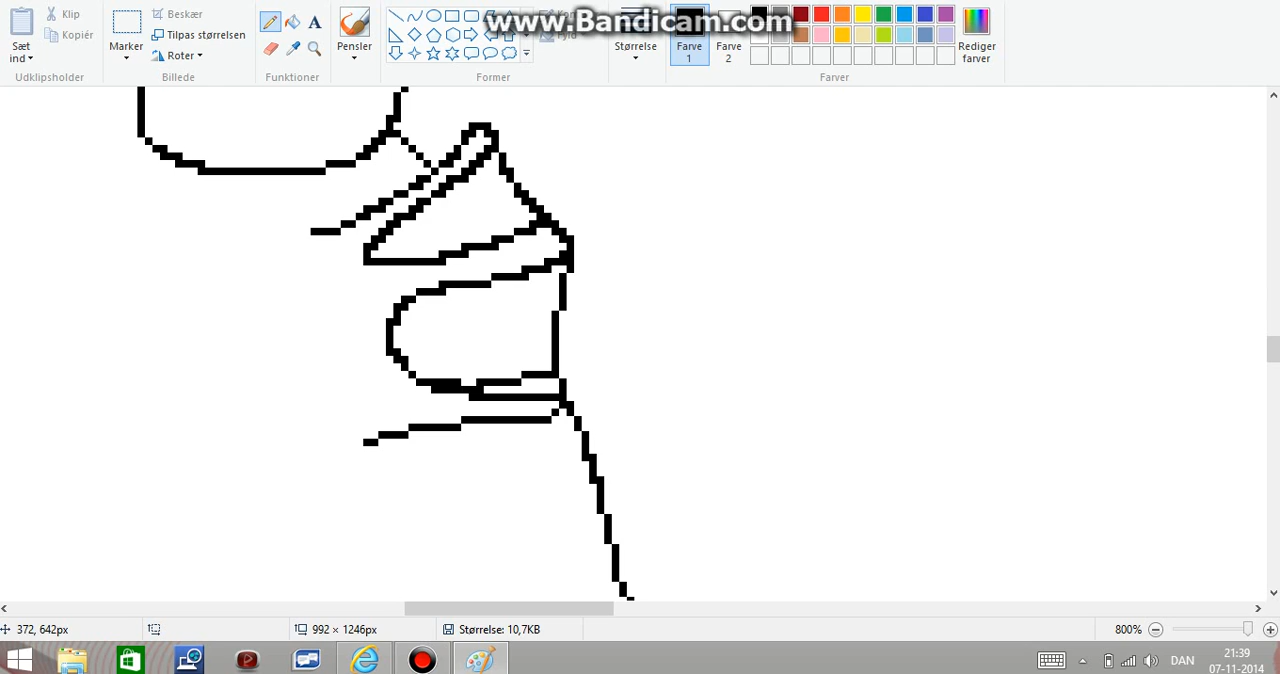 www.Bandicam.com
Sæt
ind
Klip
Kopiér
Udklipsholder
Marker
Beskær
Tilpas størrelsen
Roter
Billede
A
Funktioner
Pensler
Former
Fyld
Størrelse
Farve
1
Farve
2
Rediger
farver
Farver
372, 642px
992 × 1246px
Størrelse: 10,7KB
800%
DAN
21:39
07-11-2014